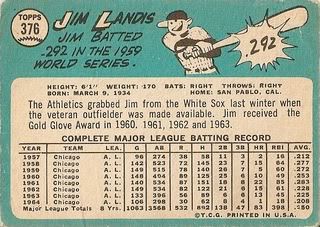 TOPPS
376
JIM LANDIS
JIM BATTED
.292 IN THE 1959
WORLD SERIES.
.292
HEIGHT: 6'1" WEIGHT: 170 BATS: RIGHT THROWS: RIGHT
BORN: MARCH 9, 1934 HOME: SAN PABLO, CAL.
The Athletics grabbed Jim from the White Sox last winter when
the veteran outfielder was made available. Jim received the
Gold Glove Award in 1960, 1961, 1962 and 1963.
COMPLETE MAJOR LEAGUE BATTING RECORD
YEAR TEAM LEA. G AB R H 2B 3B HR RBI AVG.
1957 Chicago A.L. 96 274 38 58 11 3 2 16 .212
1958 Chicago A.L. 142 523 72 145 23 7 15 64 .277
1959 Chicago A.L. 149 515 78 140 26 7 5 60 .272
1960 Chicago A.L. 148 494 89 125 25 6 10 49 .253
1961 Chicago A.L. 140 534 87 151 18 8 22 85 .283
1962 Chicago A.L. 149 534 82 122 21 6 15 61 .228
1963 Chicago A.L. 133 396 56 89 6 6 13 45 .225
1964 Chicago A.L. 106 298 30 62 8 4 1 18 .208
Major League Totals 8 Yrs. 1063 3568 532 892 138 47 83 398 .250
©T.C.G. PRINTED IN U.S.A.